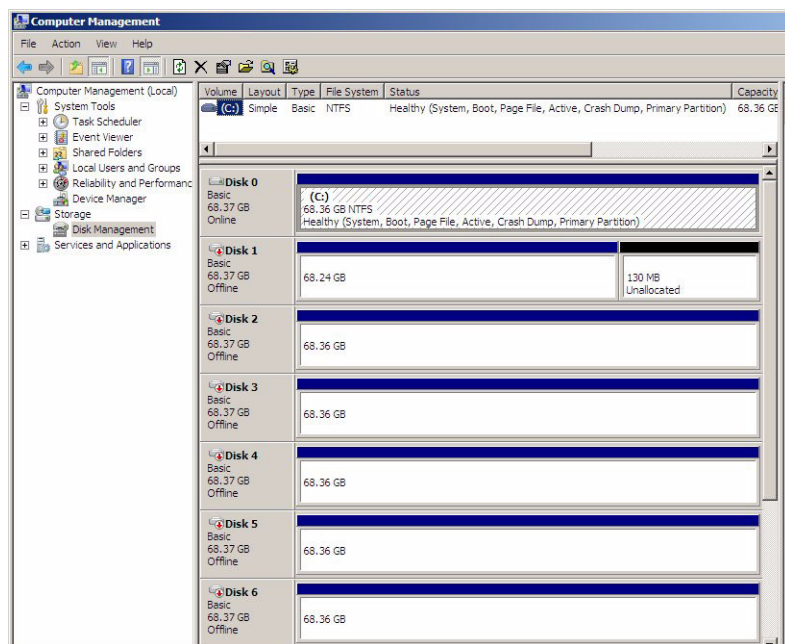 Computer Management
File Action View Help
Computer Management (Local)
System Tools
Task Scheduler
Event Viewer
Shared Folders
Local Users and Groups
Reliability and Performanc
Device Manager
Storage
Disk Management
Services and Applications
Volume Layout Type File System Status Capacity
(C:) Simple Basic NTFS Healthy (System, Boot, Page File, Active, Crash Dump, Primary Partition) 68.36 GB
Disk 0
Basic
68.37 GB
Online
(C:)
68.36 GB NTFS
Healthy (System, Boot, Page File, Active, Crash Dump, Primary Partition)
Disk 1
Basic
68.37 GB
Offline
68.24 GB
130 MB
Unallocated
Disk 2
Basic
68.37 GB
Offline
68.36 GB
Disk 3
Basic
68.37 GB
Offline
68.36 GB
Disk 4
Basic
68.37 GB
Offline
68.36 GB
Disk 5
Basic
68.37 GB
Offline
68.36 GB
Disk 6
Basic
68.37 GB
Offline
68.36 GB